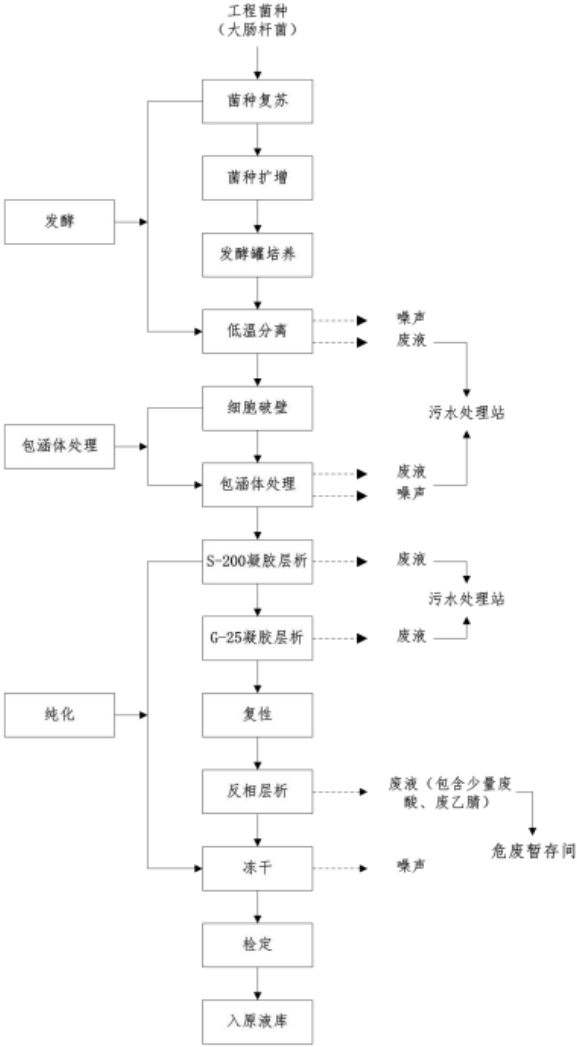 工程菌种
（大肠杆菌）
菌种复苏
菌种扩增
发酵
发酵罐培养
噪声
低温分离
废液
细胞破壁
污水处理站
包涵体处理
废液
包涵体处理
噪声
S-200凝胶层析
废液
污水处理站
G-25凝胶层析
废液
纯化
复性
反相层析
废液（包含少量废
酸、废乙腈）
危废暂存间
冻干
噪声
检定
入原液库